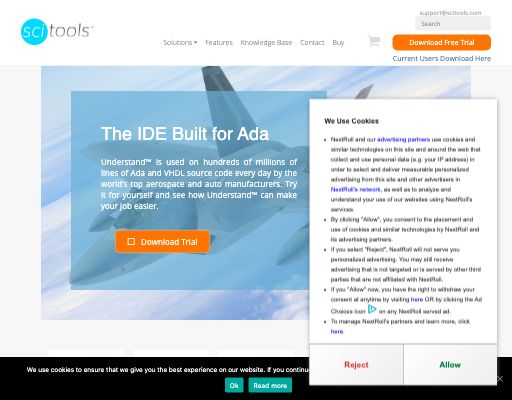 scitools™
support@scitools.com
Search
Solutions Features Knowledge Base Contact Buy
Download Free Trial
Current Users Download Here
The IDE Built for Ada
Understand™ is used on hundreds of millions of
lines of Ada and VHDL source code every day by the
world's top aerospace and auto manufacturers. Try
it for yourself and see how Understand™ can make
your job easier.
Download Trial
We Use Cookies
NextRoll and our advertising partners use cookies and
similar technologies on this site and around the web that
collect and use personal data (e.g. your IP address) in
order to select and deliver measurable personalized
advertising from this site and other advertisers in
NextRoll's network, as well as to analyze and
understand your use of our websites using NextRoll's
services.
By clicking "Allow", you consent to the placement and
use of cookies and similar technologies by NextRoll and
its advertising partners.
If you select "Reject", NextRoll will not serve you
personalized advertising. You may still receive
advertising that is not targeted or is served by third parties
that are not affiliated with NextRoll.
If you "Allow" now, you have the right to withdraw your
consent at anytime by visiting here OR by clicking the Ad
Choices Icon on any NextRoll served ad.
To manage NextRoll's partners and learn more, click
here.
Reject Allow
We use cookies to ensure that we give you the best experience on our website. If you continu
Ok Read more